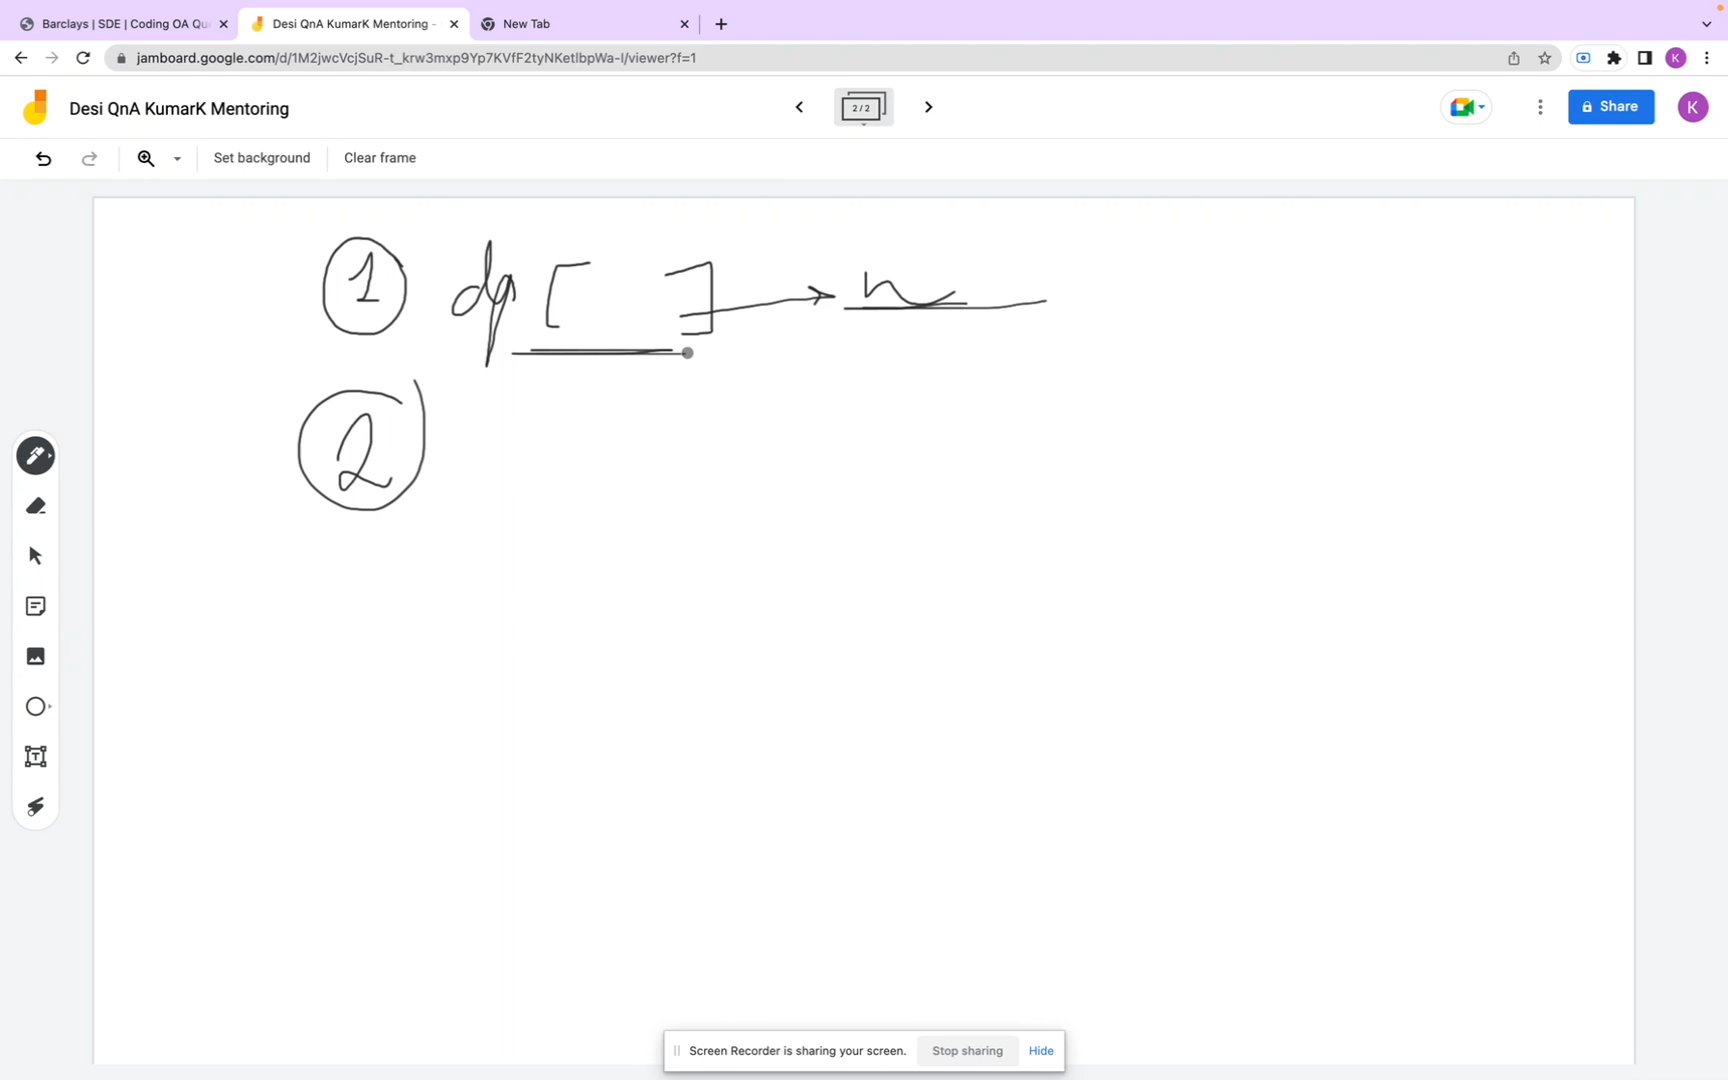 Barclays | SDE | Coding OA Qu
Desi QnA KumarK Mentoring -
New Tab
jamboard.google.com/d/1M2jwcVcjSuR-t_krw3mxp9Yp7KVfF2tyNKetlbpWa-I/viewer?f=1
K
Desi QnA KumarK Mentoring
2 / 2
Share
K
Set background
Clear frame
1 dp [ ] → n
2
Screen Recorder is sharing your screen.
Stop sharing
Hide